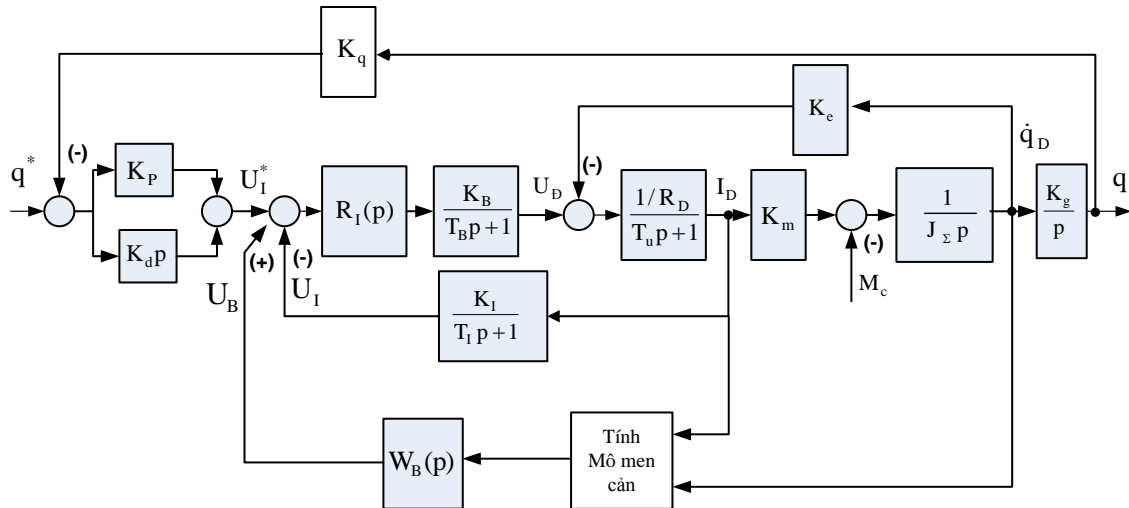 K_q
K_e
q̇_D
(-)
q*
(-)
K_P
U_I*
R_I(p)
K_B
T_B p+1
U_Đ
1/R_D
T_u p+1
I_D
K_m
1
J_Σ p
K_g
p
q
K_d p
(+)
(-)
(-)
M_c
U_B
U_I
K_I
T_I p+1
W_B(p)
Tính
Mô men
cản